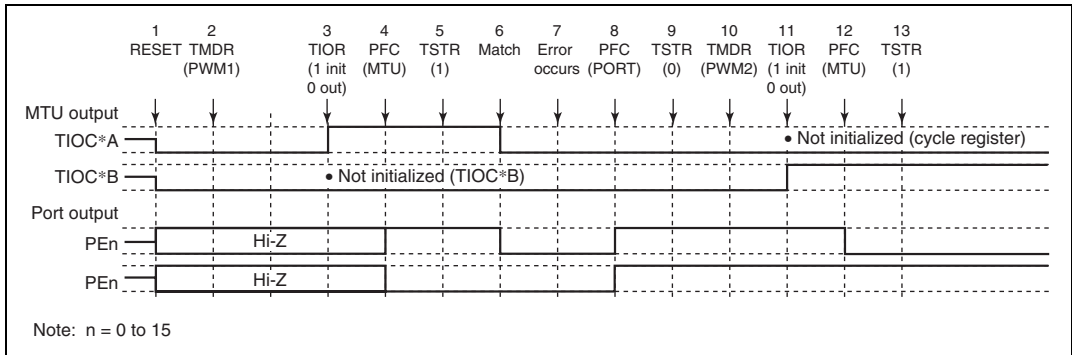 1 2 3 4 5 6 7 8 9 10 11 12 13
RESET TMDR TIOR PFC TSTR Match Error PFC TSTR TMDR TIOR PFC TSTR
(PWM1) (1 init (MTU) (1) occurs (PORT) (0) (PWM2) (1 init (MTU) (1)
0 out) 0 out)
MTU output
TIOC*A • Not initialized (cycle register)
TIOC*B • Not initialized (TIOC*B)
Port output
PEn Hi-Z
PEn Hi-Z
Note: n = 0 to 15